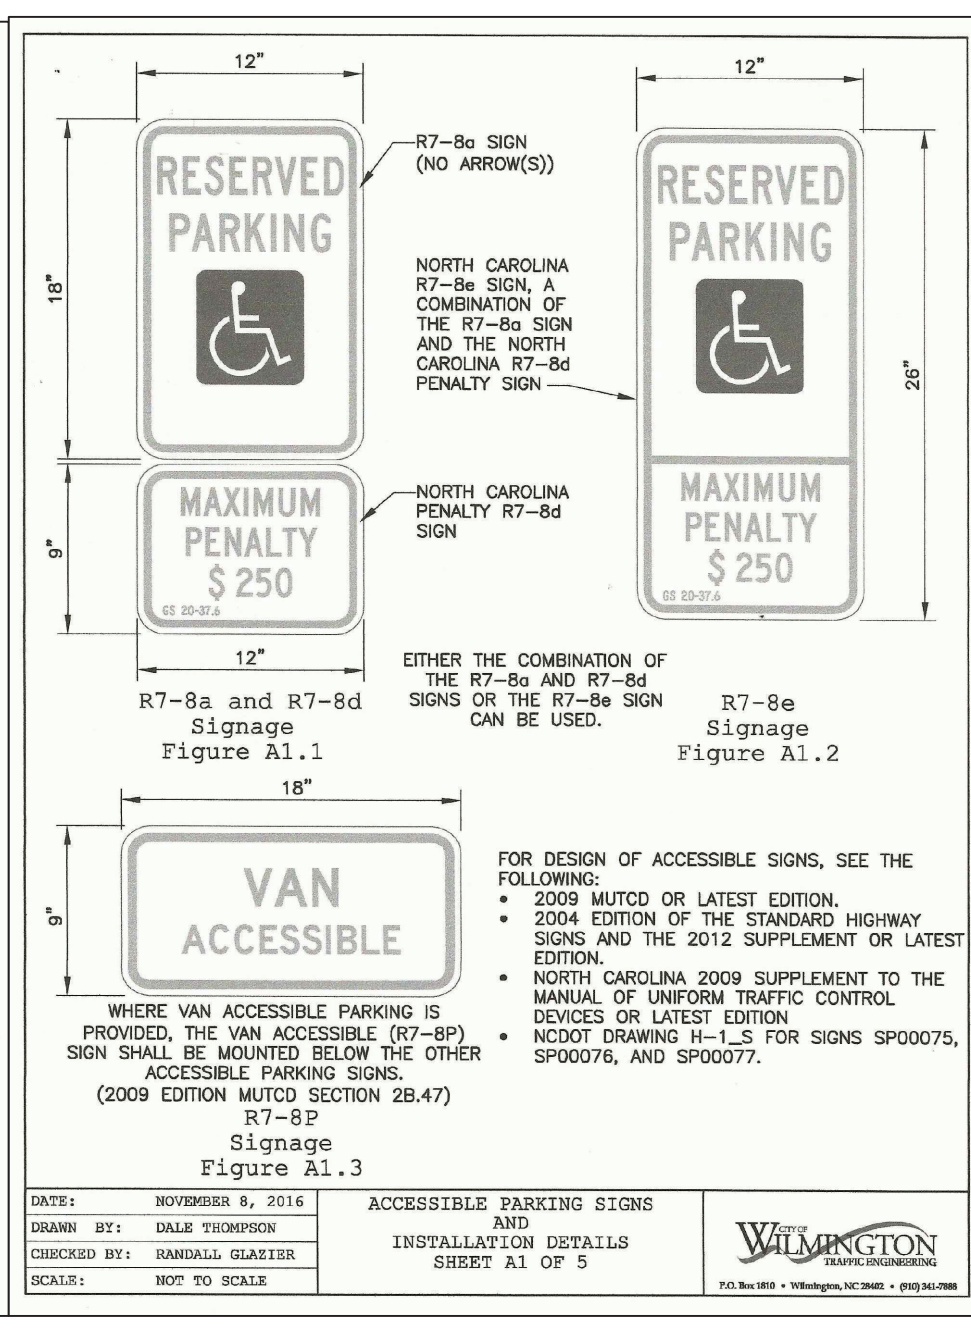 12"
18"
RESERVED
PARKING
R7-8a SIGN
(NO ARROW(S))
NORTH CAROLINA
R7-8e SIGN, A
COMBINATION OF
THE R7-8a SIGN
AND THE NORTH
CAROLINA R7-8d
PENALTY SIGN
12"
RESERVED
PARKING
26"
MAXIMUM
PENALTY
$ 250
GS 20-37.6
9"
MAXIMUM
PENALTY
$ 250
GS 20-37.6
NORTH CAROLINA
PENALTY R7-8d
SIGN
12"
R7-8a and R7-8d
Signage
Figure A1.1
EITHER THE COMBINATION OF
THE R7-8a AND R7-8d
SIGNS OR THE R7-8e SIGN
CAN BE USED.
R7-8e
Signage
Figure A1.2
18"
9"
VAN
ACCESSIBLE
WHERE VAN ACCESSIBLE PARKING IS
PROVIDED, THE VAN ACCESSIBLE (R7-8P)
SIGN SHALL BE MOUNTED BELOW THE OTHER
ACCESSIBLE PARKING SIGNS.
(2009 EDITION MUTCD SECTION 2B.47)
R7-8P
Signage
Figure A1.3
FOR DESIGN OF ACCESSIBLE SIGNS, SEE THE
FOLLOWING:
• 2009 MUTCD OR LATEST EDITION.
• 2004 EDITION OF THE STANDARD HIGHWAY
SIGNS AND THE 2012 SUPPLEMENT OR LATEST
EDITION.
• NORTH CAROLINA 2009 SUPPLEMENT TO THE
MANUAL OF UNIFORM TRAFFIC CONTROL
DEVICES OR LATEST EDITION
• NCDOT DRAWING H-1_S FOR SIGNS SP00075,
SP00076, AND SP00077.
DATE: NOVEMBER 8, 2016
DRAWN BY: DALE THOMPSON
CHECKED BY: RANDALL GLAZIER
SCALE: NOT TO SCALE
ACCESSIBLE PARKING SIGNS
AND
INSTALLATION DETAILS
SHEET A1 OF 5
CITY OF
WILMINGTON
TRAFFIC ENGINEERING
P.O. Box 1810 • Wilmington, NC 28402 • (910) 341-7888